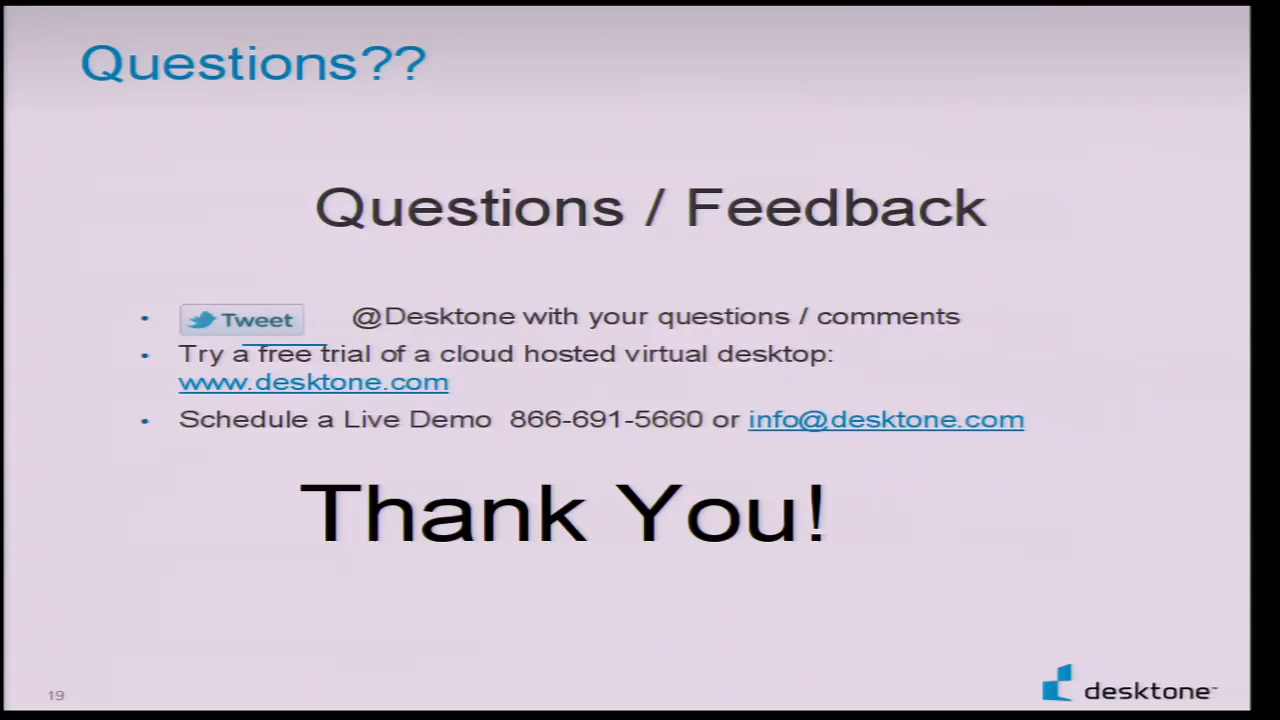 Questions??
Questions / Feedback
• Tweet @Desktone with your questions / comments
• Try a free trial of a cloud hosted virtual desktop:
www.desktone.com
• Schedule a Live Demo 866-691-5660 or info@desktone.com
Thank You!
19
desktone™